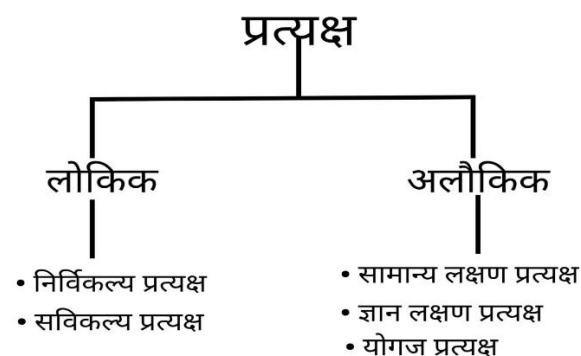 प्रत्यक्ष
लोकिक
अलौकिक
• निर्विकल्य प्रत्यक्ष
• सविकल्य प्रत्यक्ष
• सामान्य लक्षण प्रत्यक्ष
• ज्ञान लक्षण प्रत्यक्ष
• योगज प्रत्यक्ष